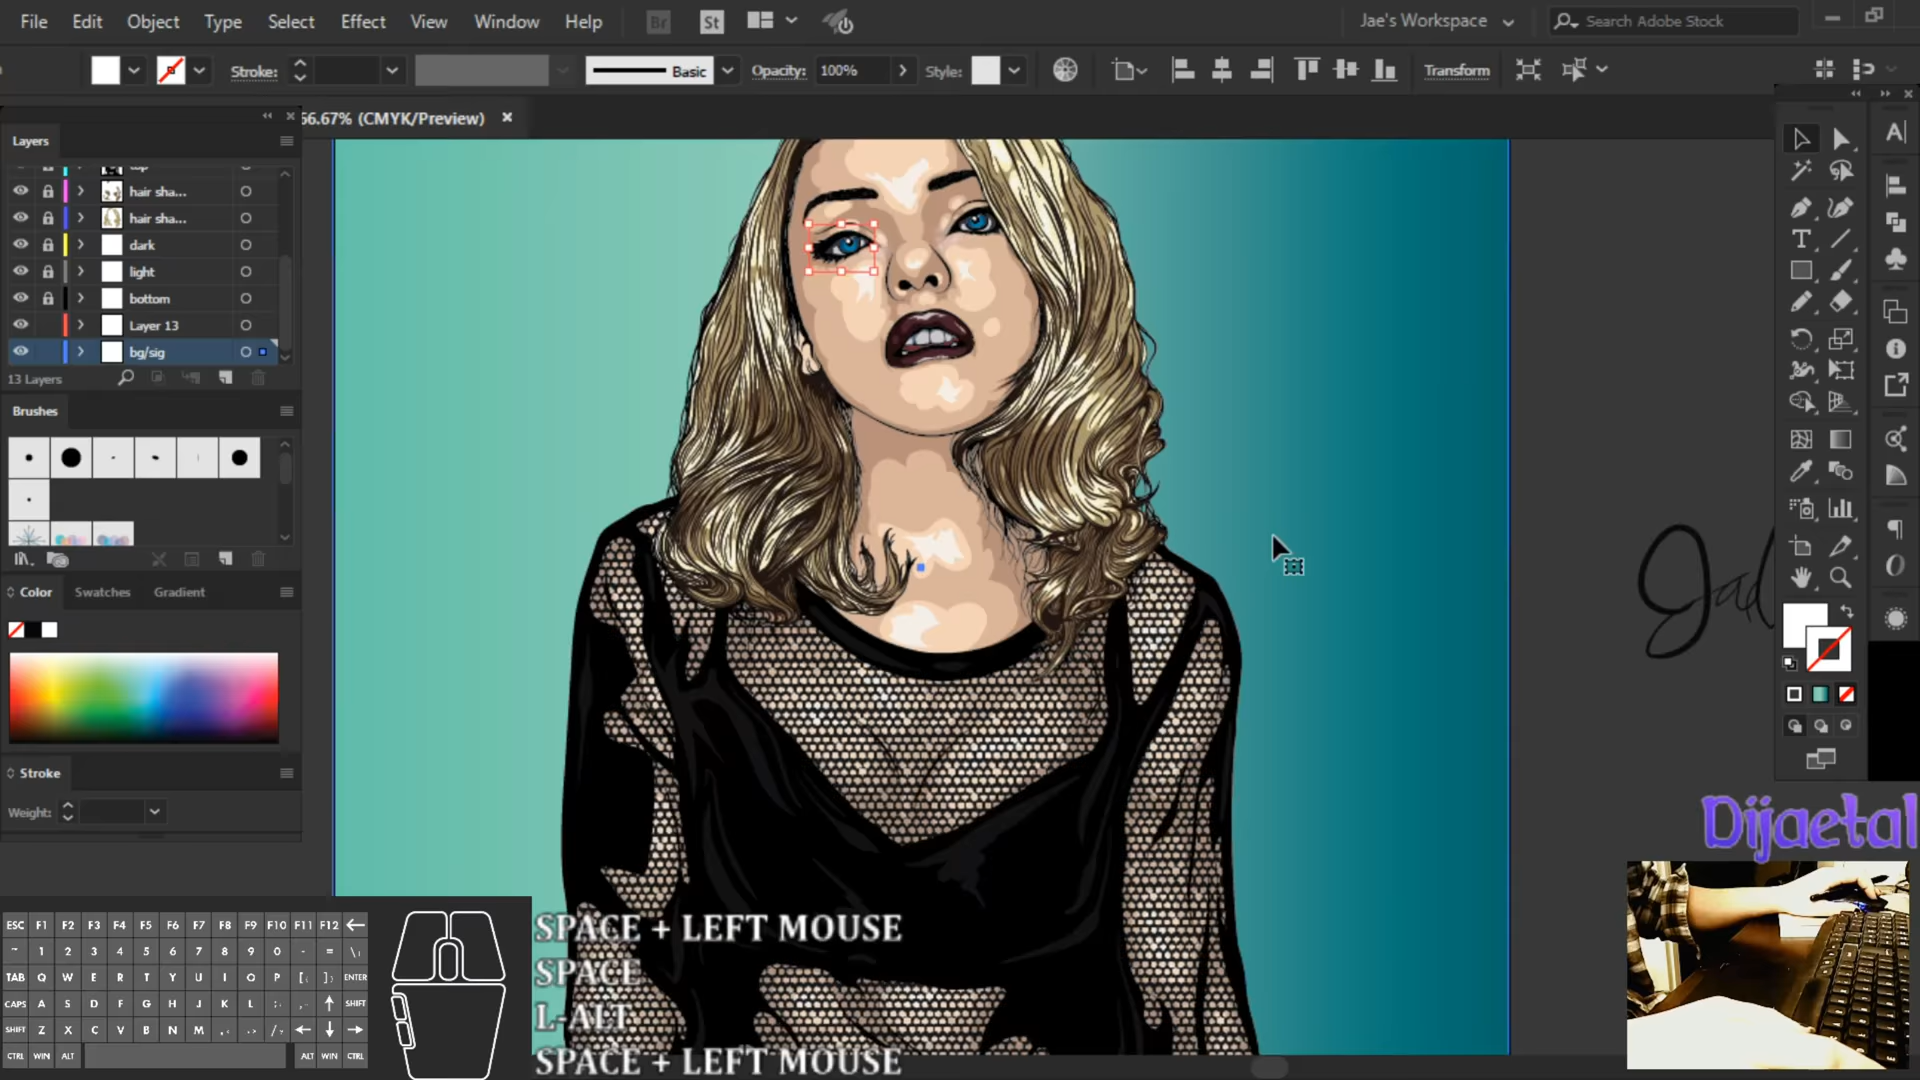 File Edit Object Type Select Effect View Window Help Br St Jae's Workspace Search Adobe Stock
Stroke: Basic Opacity: 100% Style: Transform
66.67% (CMYK/Preview) ×
Layers
hair sha...
hair sha...
dark
light
bottom
Layer 13
bg/sig
13 Layers
Brushes
Color Swatches Gradient
Stroke
Weight:
Dijaetal
ESC F1 F2 F3 F4 F5 F6 F7 F8 F9 F10 F11 F12
~ 1 2 3 4 5 6 7 8 9 0 - = \
TAB Q W E R T Y U I O P [ ] ENTER
CAPS A S D F G H J K L ; , SHIFT
SHIFT Z X C V B N M , . /
CTRL WIN ALT ALT WIN CTRL
SPACE + LEFT MOUSE
SPACE
L-ALT
SPACE + LEFT MOUSE